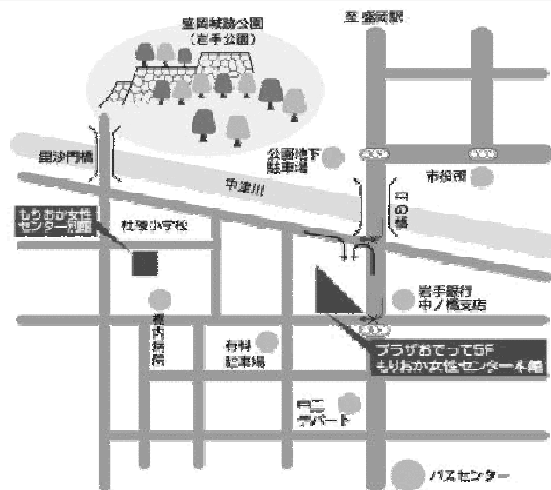 盛岡城跡公園
(岩手公園)
至 盛岡駅
毘沙門橋
公園地下
駐車場
中津川
市役所
もりおか女性
センター別館
杜陵小学校
岩手銀行
中ノ橋支店
有料
駐車場
プラザおでって5F
もりおか女性センター本館
デパート
バスセンター